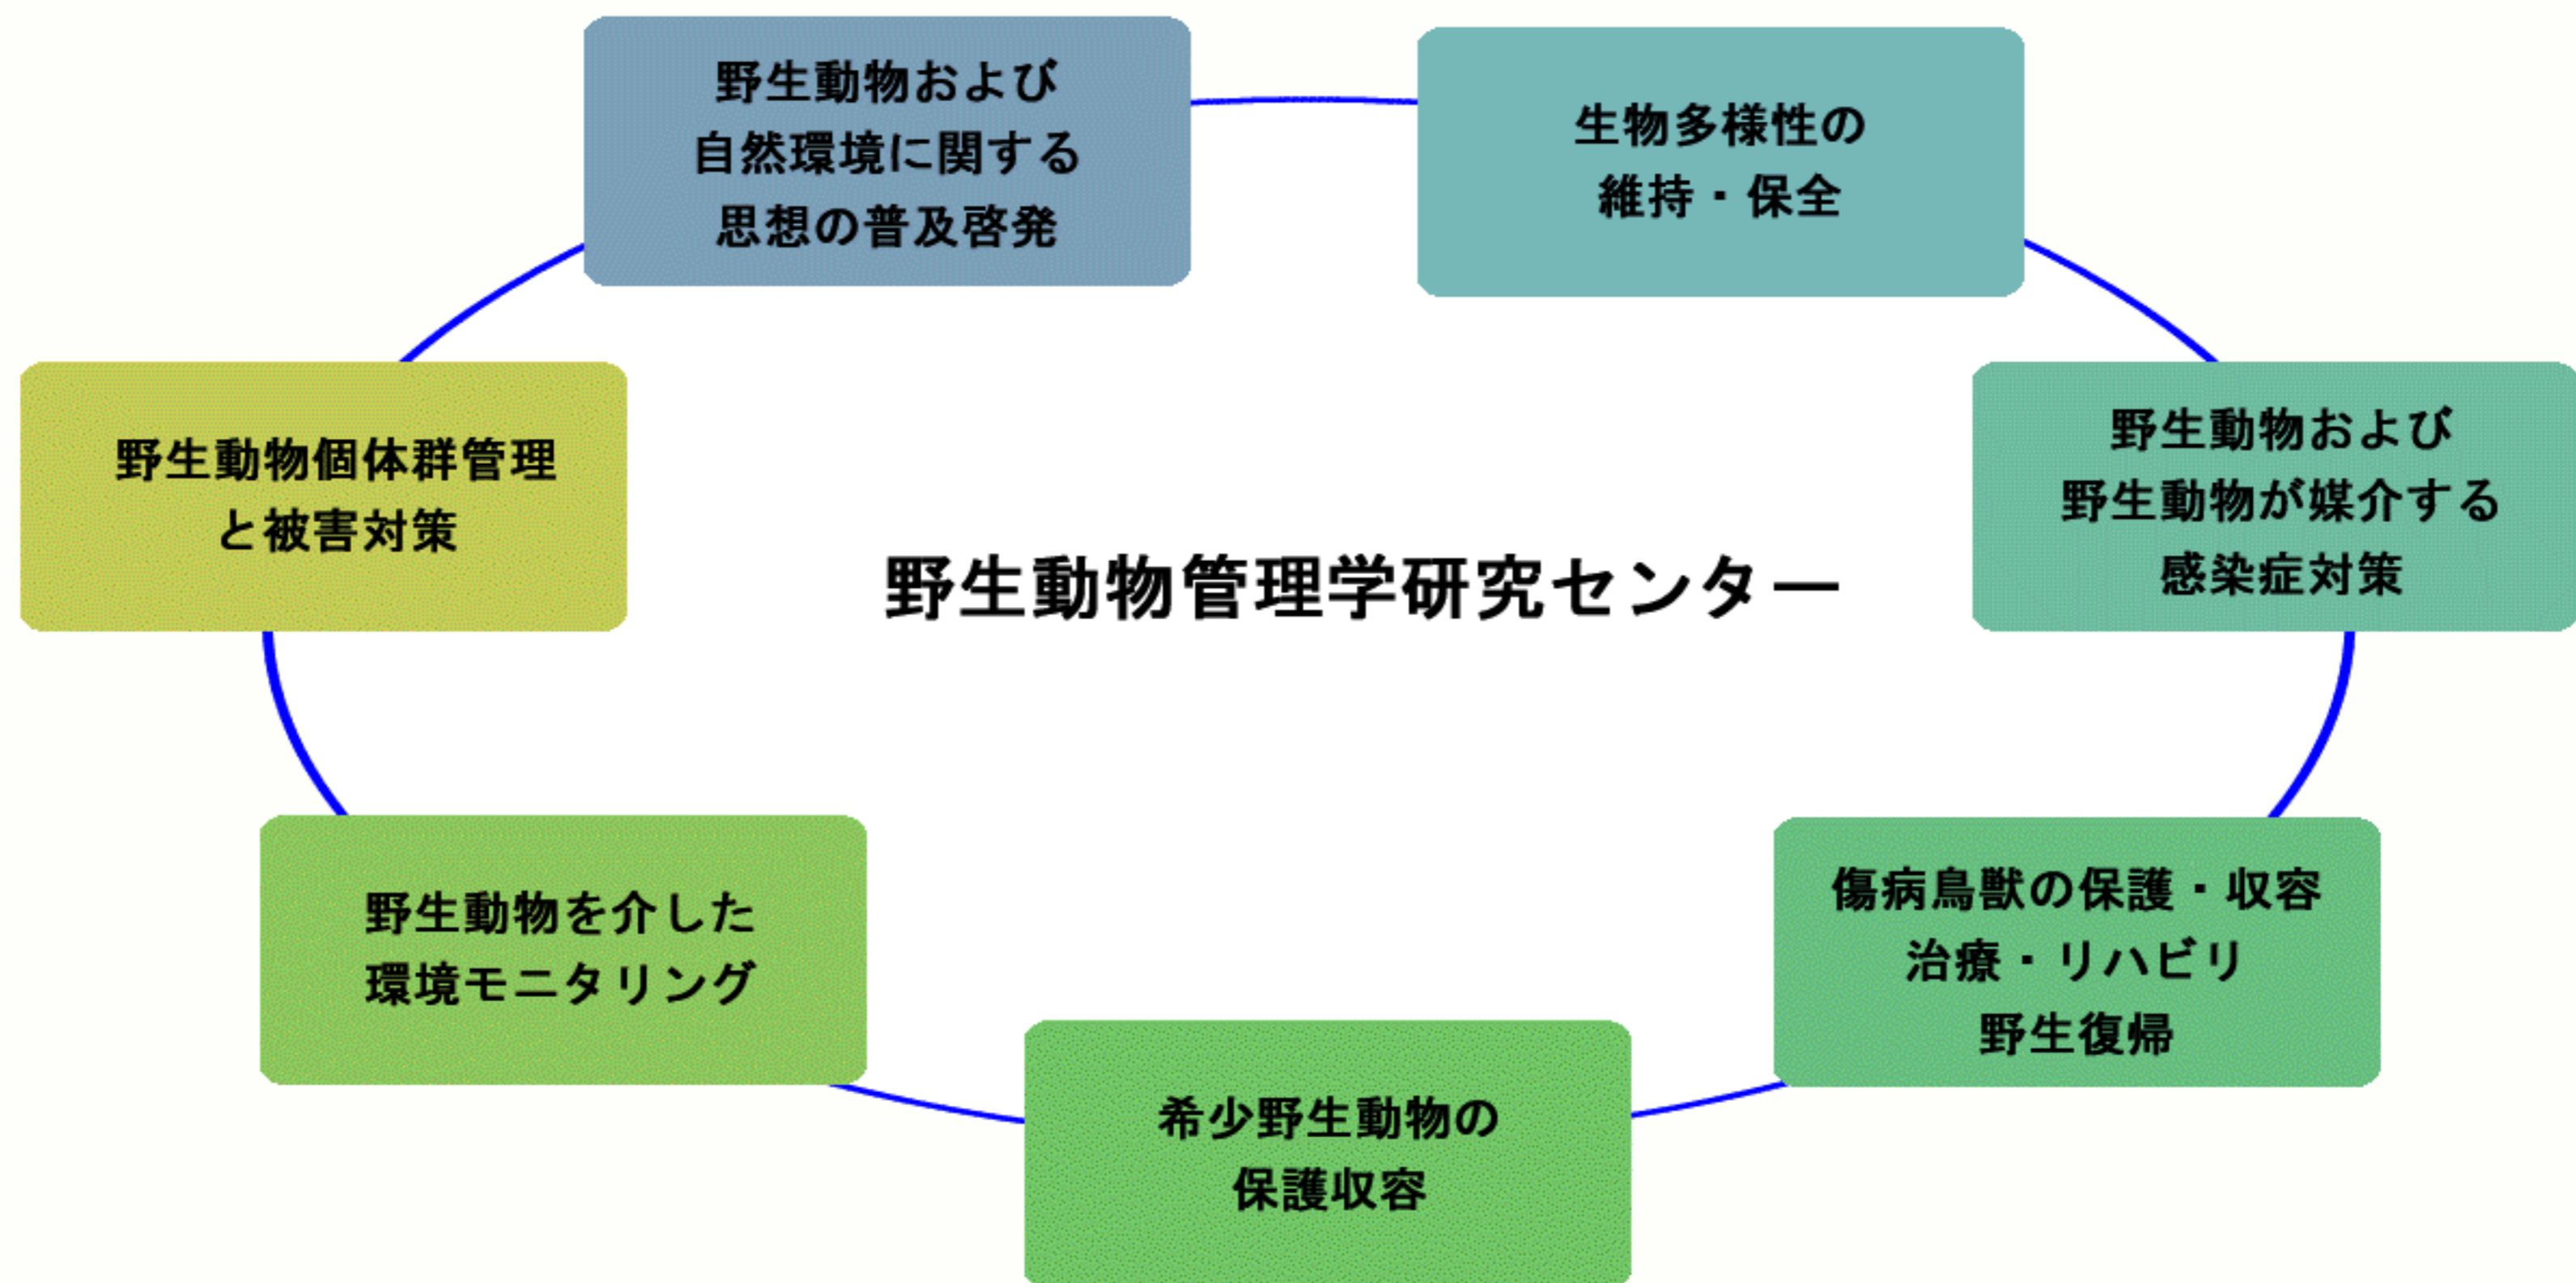 野生動物および
自然環境に関する
思想の普及啓発
生物多様性の
維持・保全
野生動物個体群管理
と被害対策
野生動物および
野生動物が媒介する
感染症対策
野生動物管理学研究センター
野生動物を介した
環境モニタリング
傷病鳥獣の保護・収容
治療・リハビリ
野生復帰
希少野生動物の
保護収容